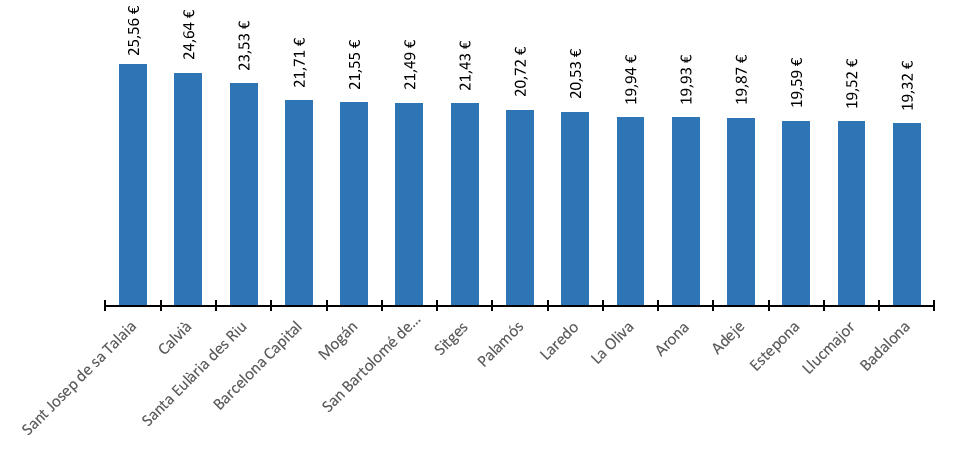 25,56 €
24,64 €
23,53 €
21,71 €
21,55 €
21,49 €
21,43 €
20,72 €
20,53 €
19,94 €
19,93 €
19,87 €
19,59 €
19,52 €
19,32 €
Sant Josep de sa Talaia
Calvià
Santa Eulària des Riu
Barcelona Capital
Mogán
San Bartolomé de...
Sitges
Palamós
Laredo
La Oliva
Arona
Adeje
Estepona
Llucmajor
Badalona